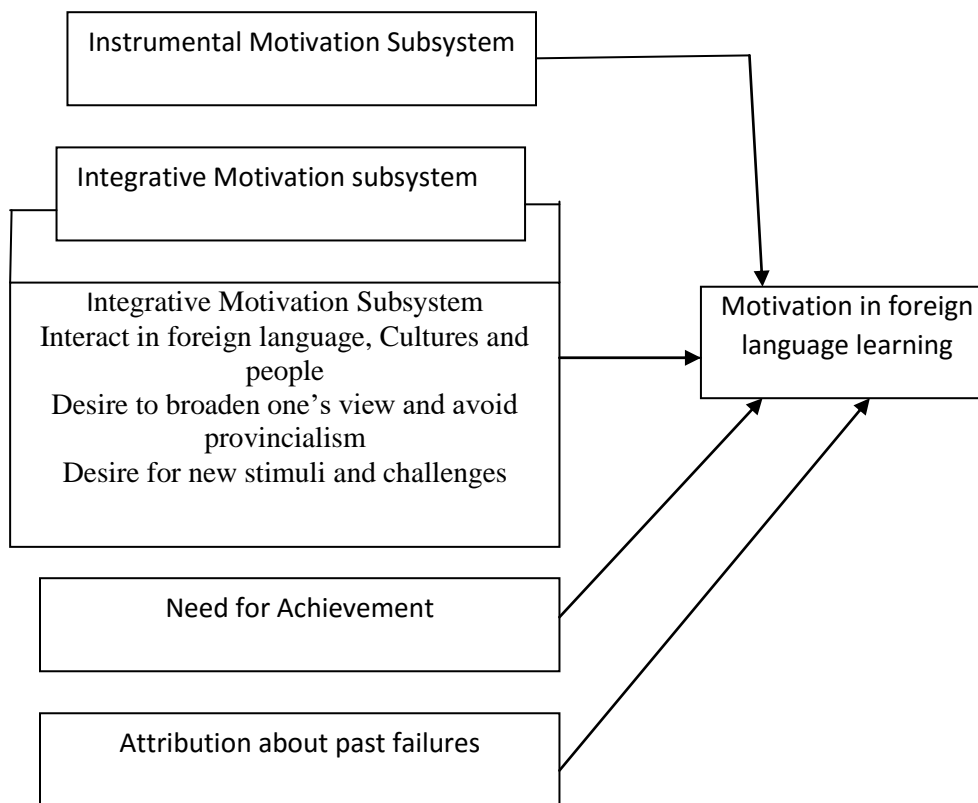 Instrumental Motivation Subsystem
Integrative Motivation subsystem
Integrative Motivation Subsystem
Interact in foreign language, Cultures and
people
Desire to broaden one’s view and avoid
provincialism
Desire for new stimuli and challenges
Motivation in foreign
language learning
Need for Achievement
Attribution about past failures